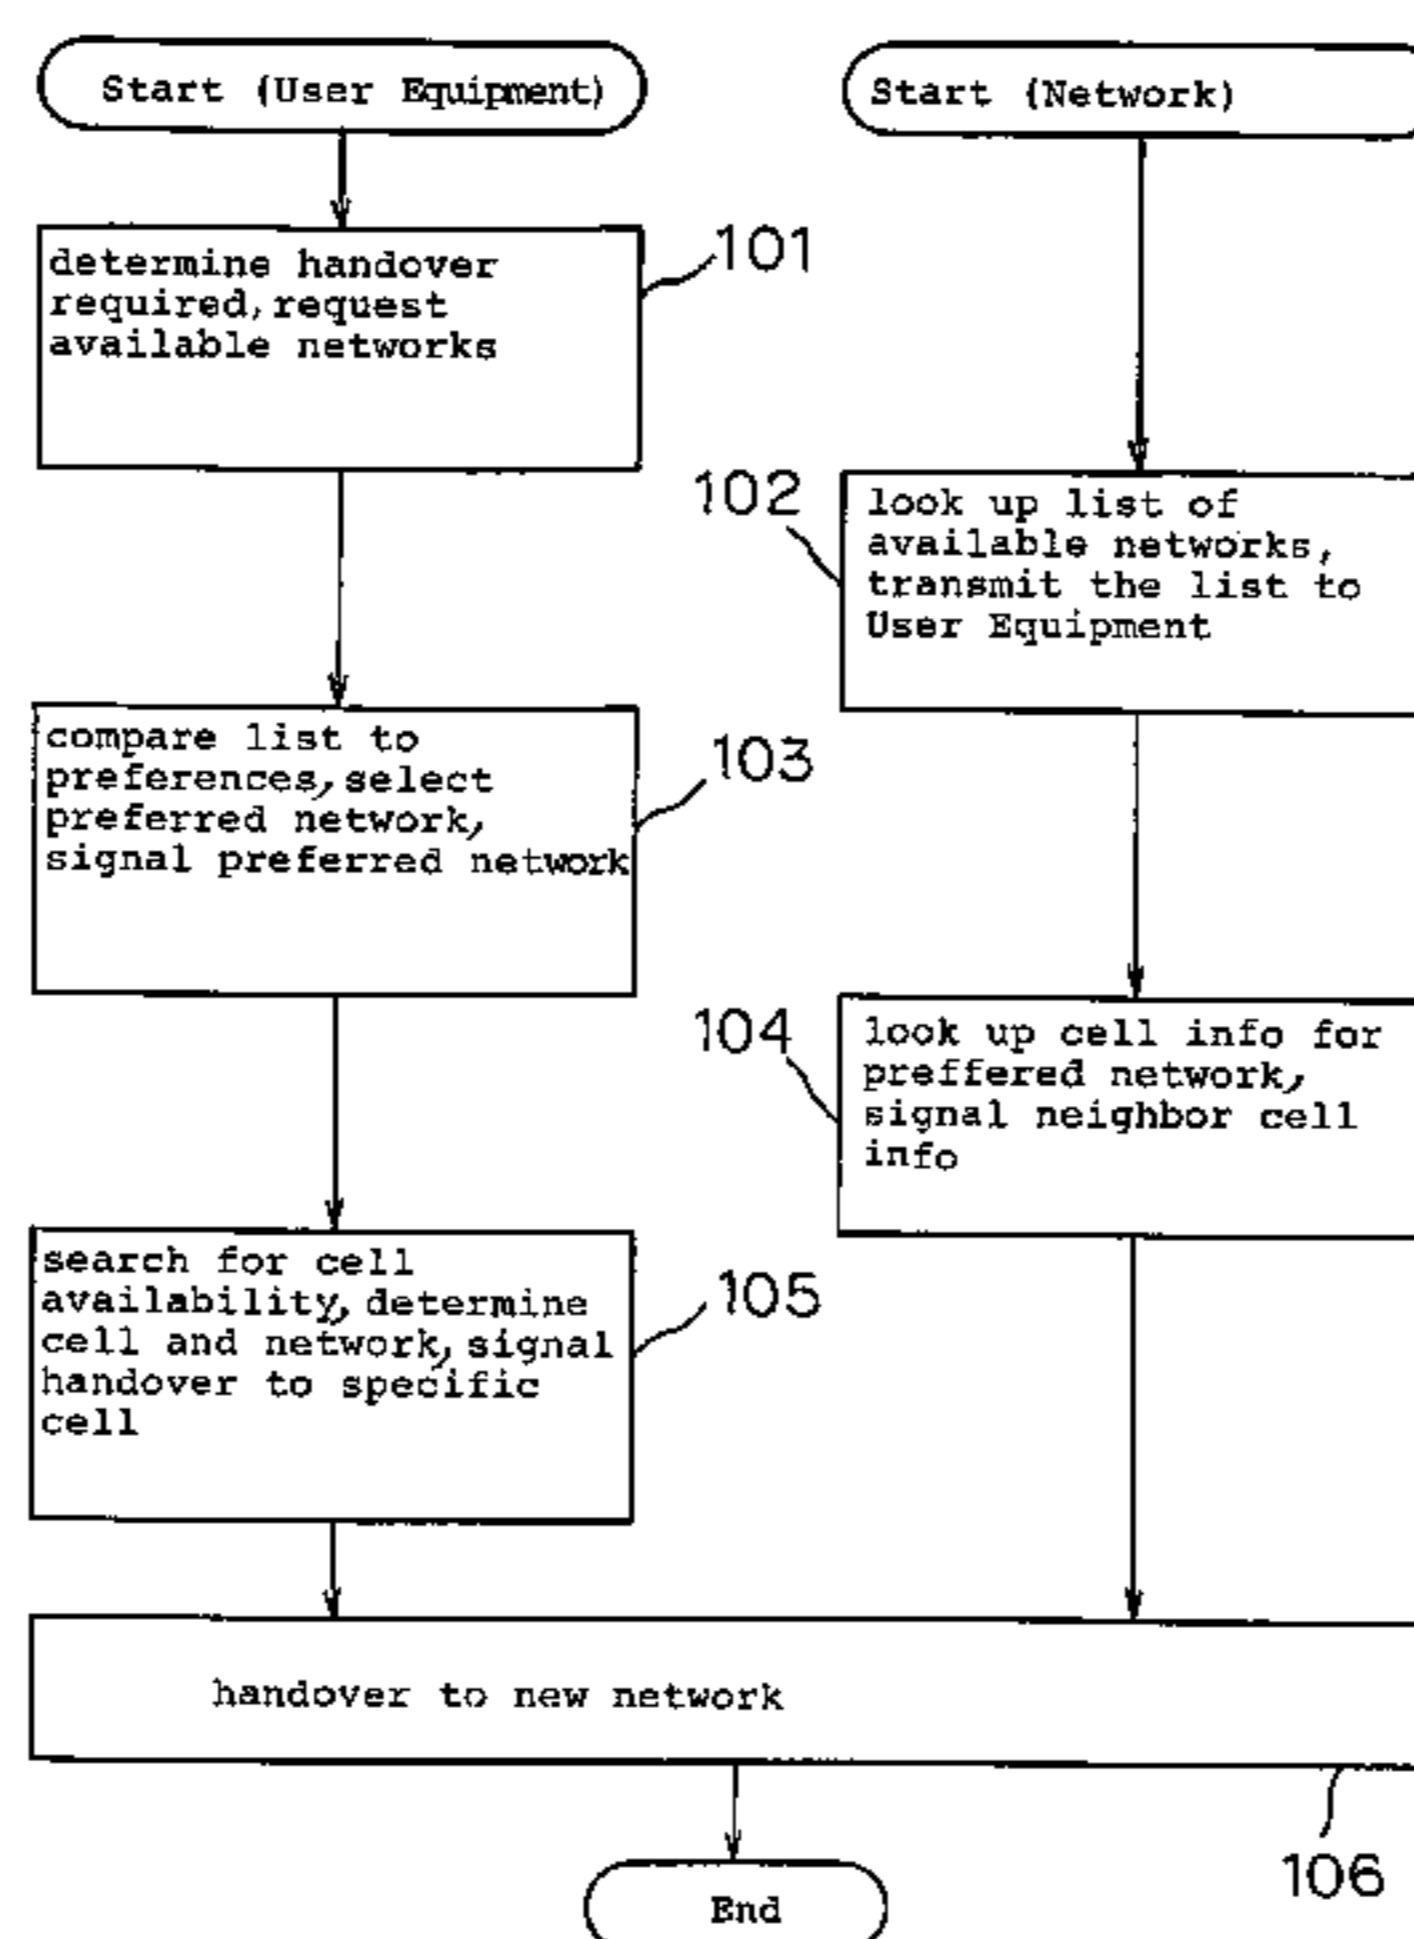 Start (User Equipment)
Start (Network)
determine handover
required, request
available networks
101
102
look up list of
available networks,
transmit the list to
User Equipment
compare list to
preferences, select
preferred network,
signal preferred network
103
104
look up cell info for
preffered network,
signal neighbor cell
info
search for cell
availability, determine
cell and network, signal
handover to specific
cell
105
handover to new network
106
End